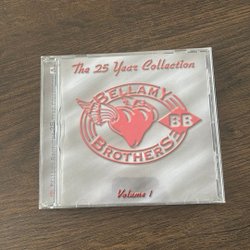 The 25 Year Collection
BELLAMY
BROTHERS
BB
Volume 1